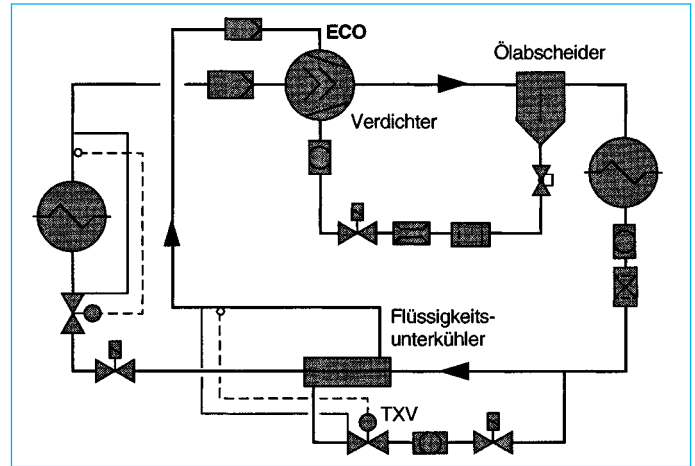 ECO
Ölabscheider
Verdichter
Flüssigkeits-
unterkühler
TXV